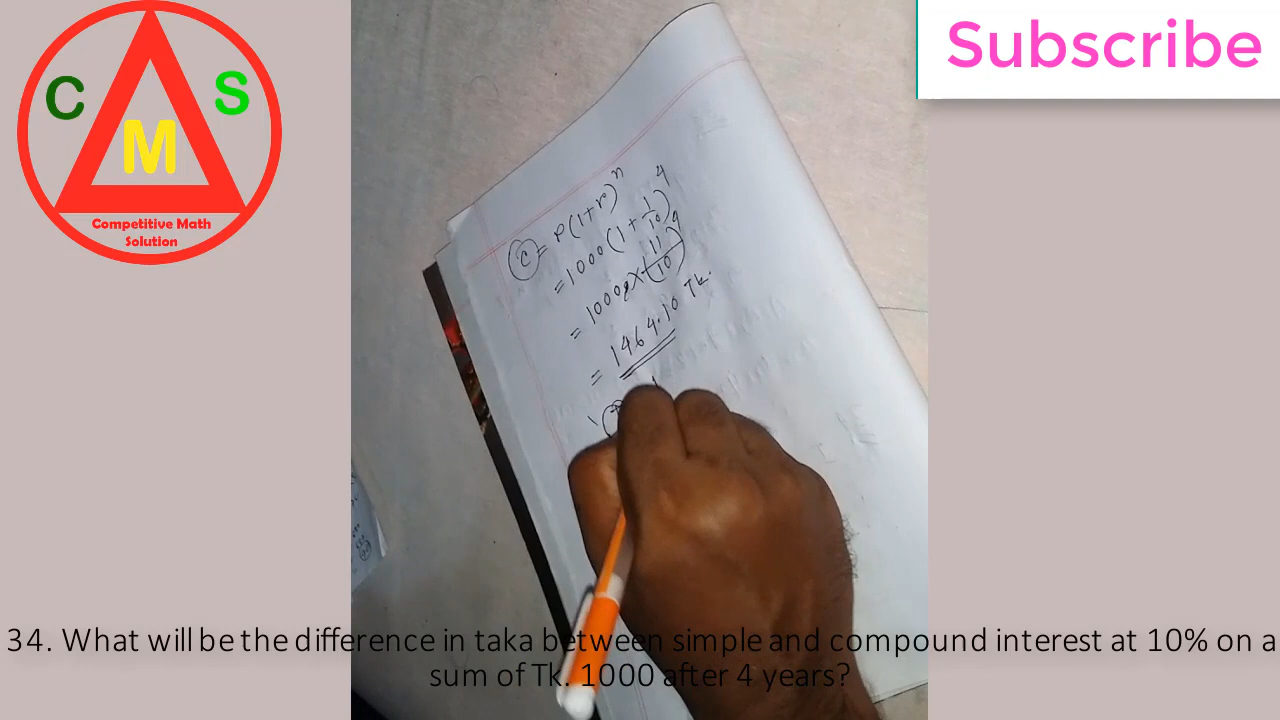 C
S
M
Competitive Math
Solution
Subscribe
C = P(1+r)^n
= 1000 (1 + 1/10)^4
= 1000 × (11/10)^4
= 1464.10 Tk.
34. What will be the difference in taka between simple and compound interest at 10% on a
sum of Tk. 1000 after 4 years?